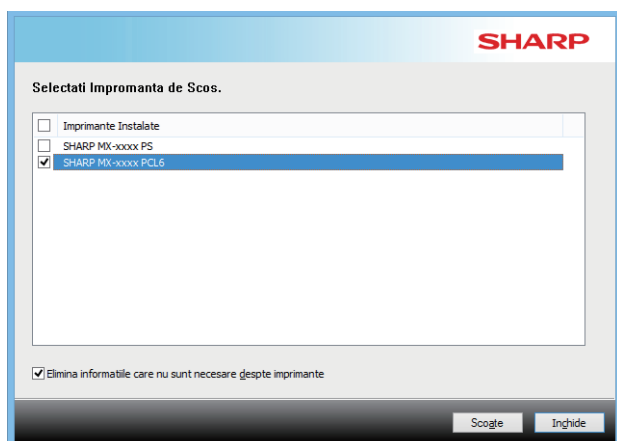 SHARP
Selectati Impromanta de Scos.
Imprimante Instalate
SHARP MX-xxxx PS
SHARP MX-xxxx PCL6
Elimina informatiile care nu sunt necesare despte imprimante
Scoate Inchide